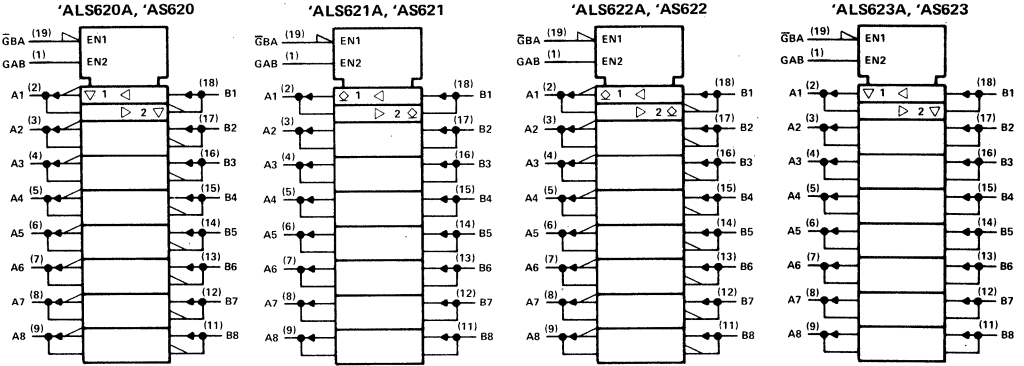 'ALS620A, 'AS620
G̅BA (19) EN1
GAB (1) EN2
A1 (2) ▽ 1 ◁ (18) B1
▷ 2 ▽
A2 (3) (17) B2
A3 (4) (16) B3
A4 (5) (15) B4
A5 (6) (14) B5
A6 (7) (13) B6
A7 (8) (12) B7
A8 (9) (11) B8
'ALS621A, 'AS621
G̅BA (19) EN1
GAB (1) EN2
A1 (2) ◇ 1 ◁ (18) B1
▷ 2 ◇
A2 (3) (17) B2
A3 (4) (16) B3
A4 (5) (15) B4
A5 (6) (14) B5
A6 (7) (13) B6
A7 (8) (12) B7
A8 (9) (11) B8
'ALS622A, 'AS622
G̅BA (19) EN1
GAB (1) EN2
A1 (2) ◇ 1 ◁ (18) B1
▷ 2 ◇
A2 (3) (17) B2
A3 (4) (16) B3
A4 (5) (15) B4
A5 (6) (14) B5
A6 (7) (13) B6
A7 (8) (12) B7
A8 (9) (11) B8
'ALS623A, 'AS623
G̅BA (19) EN1
GAB (1) EN2
A1 (2) ▽ 1 ◁ (18) B1
▷ 2 ▽
A2 (3) (17) B2
A3 (4) (16) B3
A4 (5) (15) B4
A5 (6) (14) B5
A6 (7) (13) B6
A7 (8) (12) B7
A8 (9) (11) B8